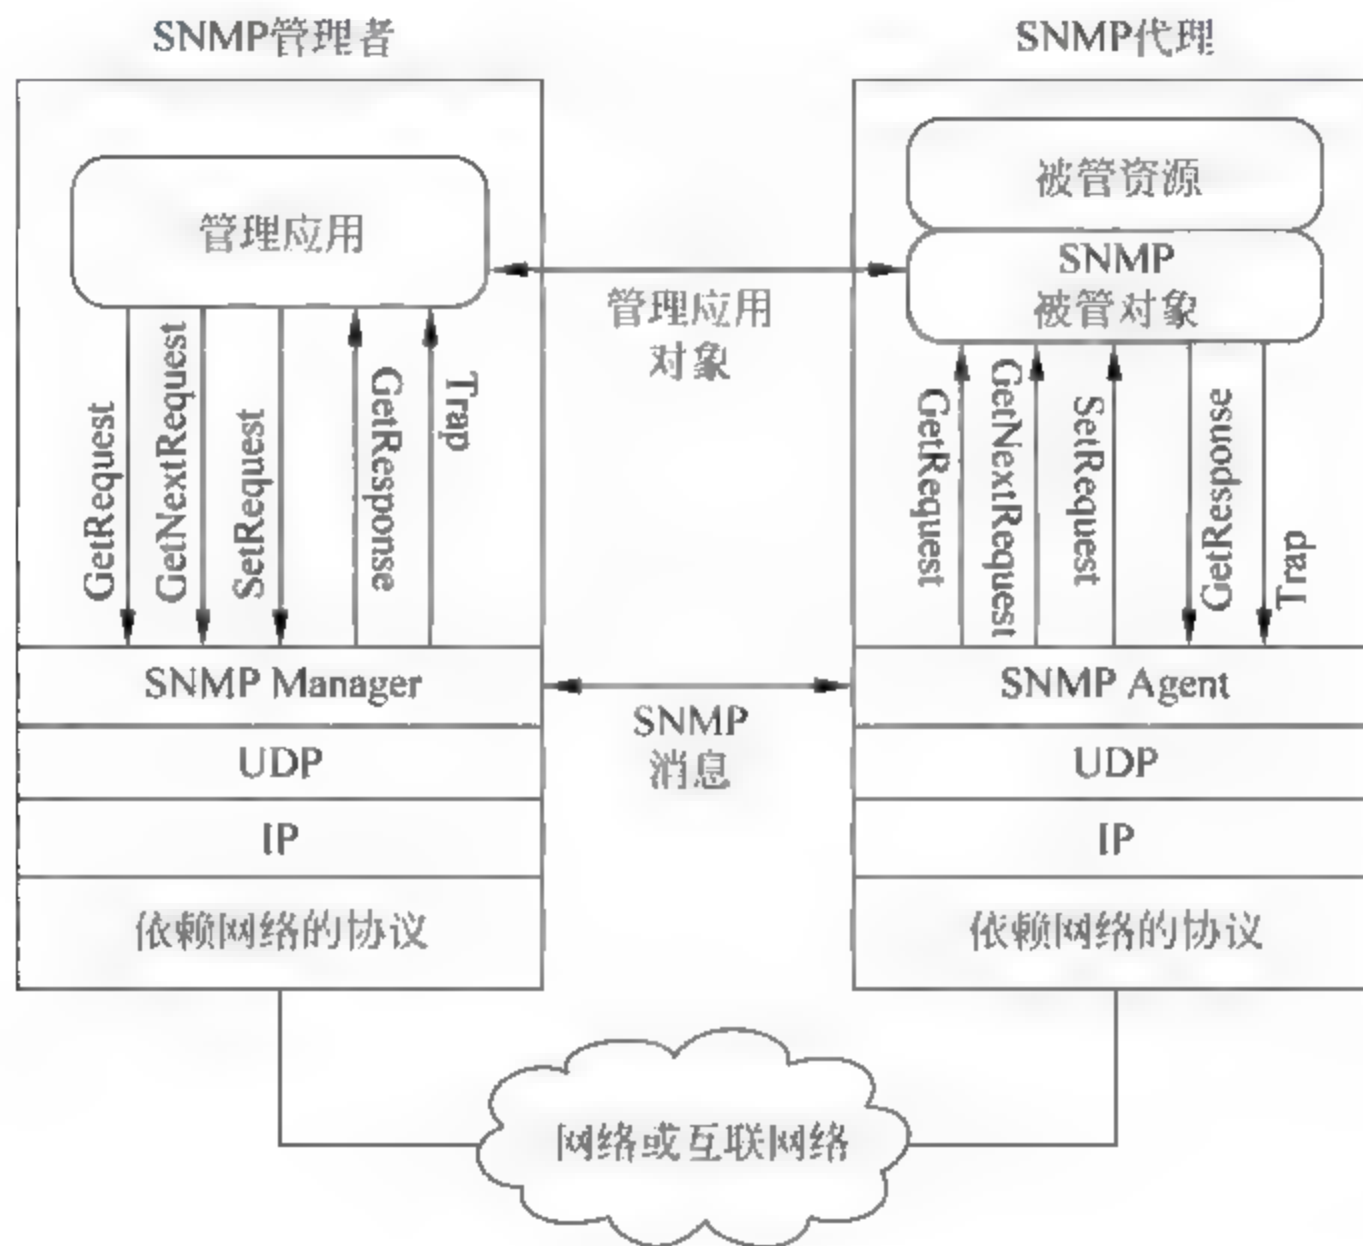 SNMP管理者
管理应用
GetRequest
GetNextRequest
SetRequest
GetResponse
Trap
SNMP Manager
UDP
IP
依赖网络的协议
管理应用
对象
SNMP
消息
SNMP代理
被管资源
SNMP
被管对象
GetRequest
GetNextRequest
SetRequest
GetResponse
Trap
SNMP Agent
UDP
IP
依赖网络的协议
网络或互联网络